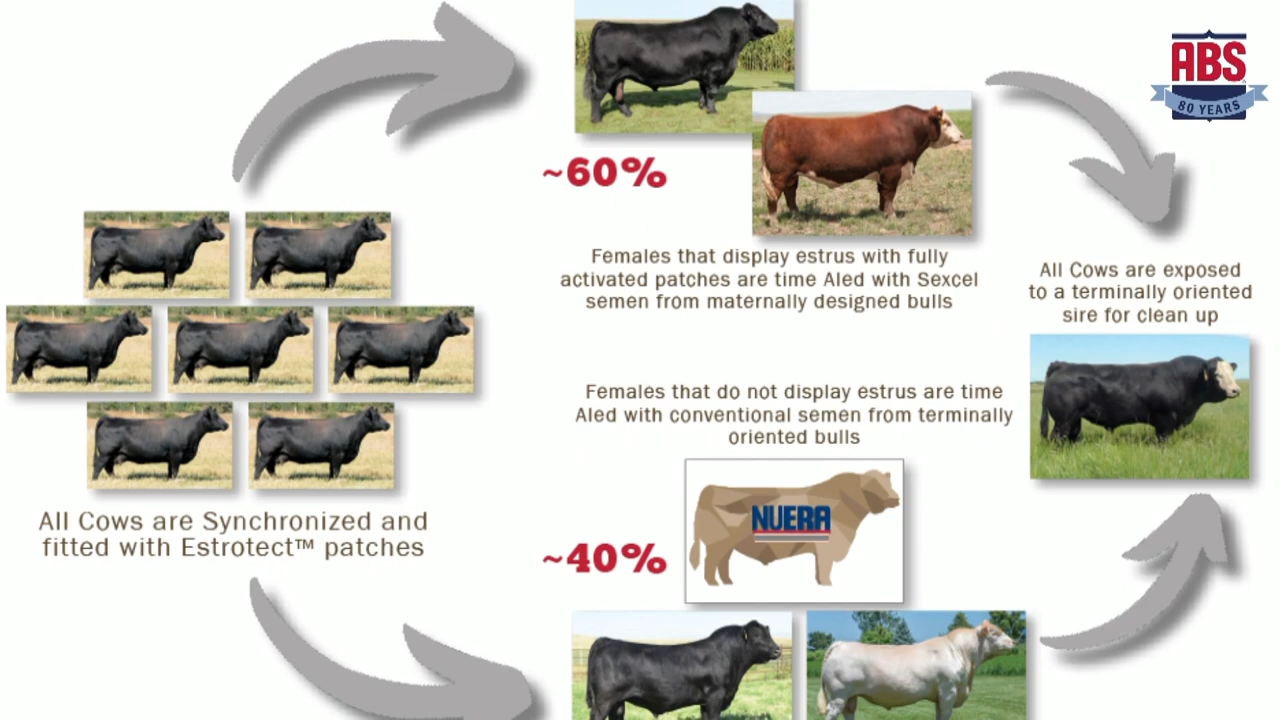 ABS
80 YEARS
~60%
Females that display estrus with fully
activated patches are time AIed with Sexcel
semen from maternally designed bulls
All Cows are exposed
to a terminally oriented
sire for clean up
Females that do not display estrus are time
AIed with conventional semen from terminally
oriented bulls
NUERA
All Cows are Synchronized and
fitted with Estrotect™ patches
~40%